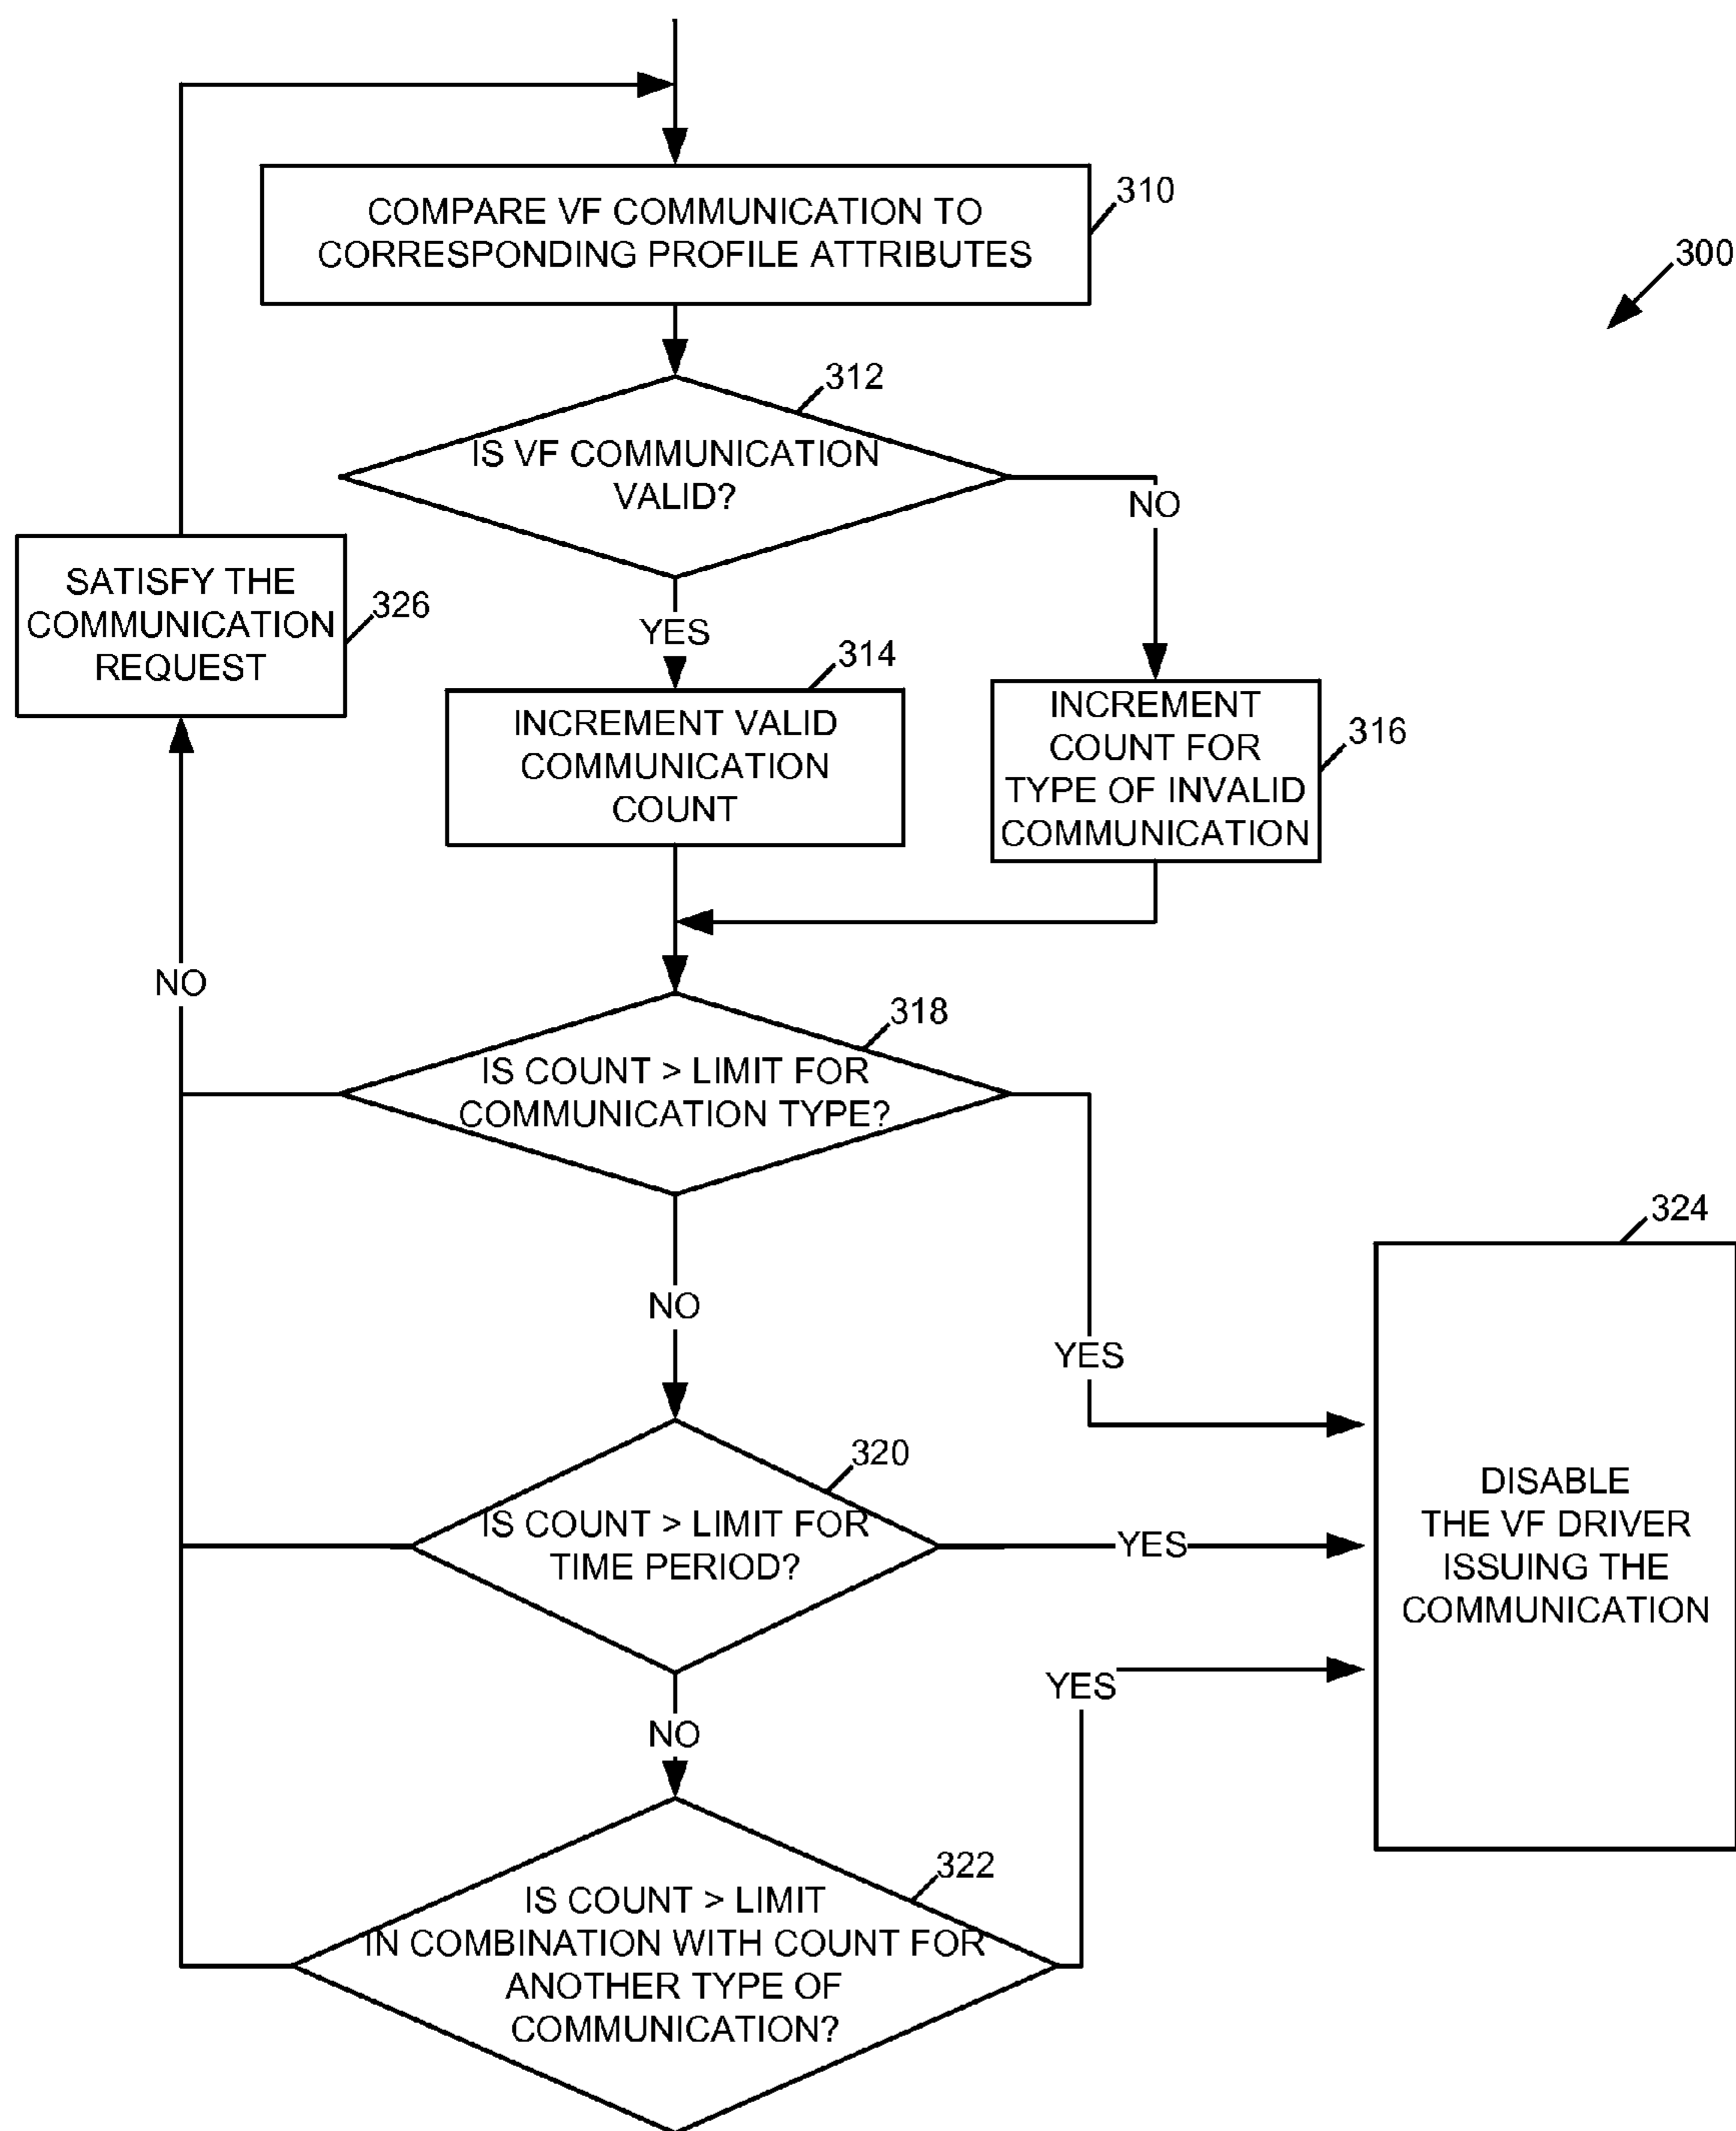 COMPARE VF COMMUNICATION TO
CORRESPONDING PROFILE ATTRIBUTES
310
300
312
IS VF COMMUNICATION
VALID?
NO
YES
SATISFY THE
COMMUNICATION
REQUEST
326
314
INCREMENT VALID
COMMUNICATION
COUNT
INCREMENT
COUNT FOR
TYPE OF INVALID
COMMUNICATION
316
NO
318
IS COUNT > LIMIT FOR
COMMUNICATION TYPE?
NO
YES
324
DISABLE
THE VF DRIVER
ISSUING THE
COMMUNICATION
320
IS COUNT > LIMIT FOR
TIME PERIOD?
YES
NO
YES
322
IS COUNT > LIMIT
IN COMBINATION WITH COUNT FOR
ANOTHER TYPE OF
COMMUNICATION?